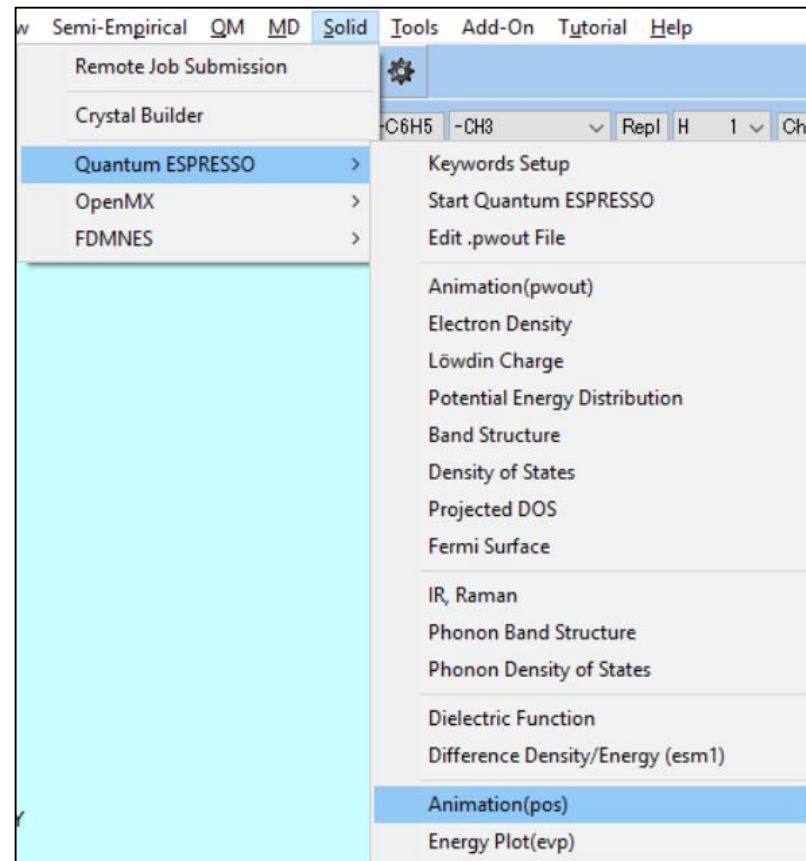 w Semi-Empirical QM MD Solid Tools Add-On Tutorial Help
Remote Job Submission
Crystal Builder
-C6H5 -CH3 Repl H 1 Ch
Quantum ESPRESSO >
OpenMX >
FDMNES >
Keywords Setup
Start Quantum ESPRESSO
Edit .pwout File
Animation(pwout)
Electron Density
Löwdin Charge
Potential Energy Distribution
Band Structure
Density of States
Projected DOS
Fermi Surface
IR, Raman
Phonon Band Structure
Phonon Density of States
Dielectric Function
Difference Density/Energy (esm1)
Animation(pos)
Energy Plot(evp)
Y